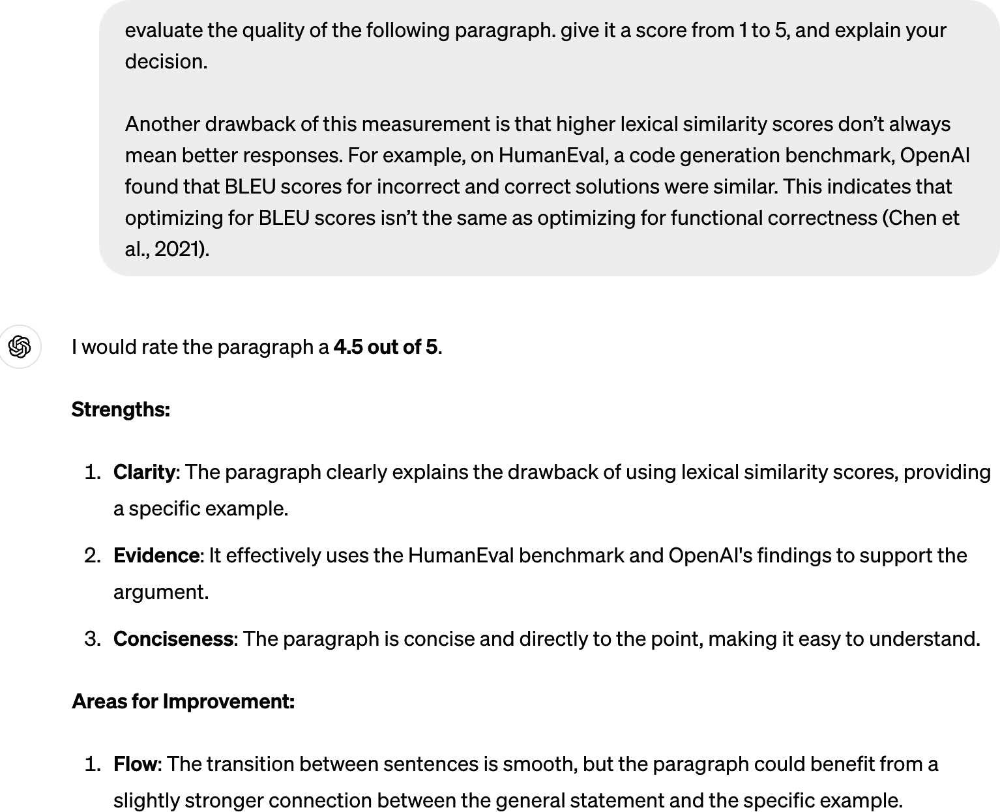 evaluate the quality of the following paragraph. give it a score from 1 to 5, and explain your
decision.
Another drawback of this measurement is that higher lexical similarity scores don’t always
mean better responses. For example, on HumanEval, a code generation benchmark, OpenAI
found that BLEU scores for incorrect and correct solutions were similar. This indicates that
optimizing for BLEU scores isn’t the same as optimizing for functional correctness (Chen et
al., 2021).
I would rate the paragraph a 4.5 out of 5.
Strengths:
1. Clarity: The paragraph clearly explains the drawback of using lexical similarity scores, providing
a specific example.
2. Evidence: It effectively uses the HumanEval benchmark and OpenAI's findings to support the
argument.
3. Conciseness: The paragraph is concise and directly to the point, making it easy to understand.
Areas for Improvement:
1. Flow: The transition between sentences is smooth, but the paragraph could benefit from a
slightly stronger connection between the general statement and the specific example.